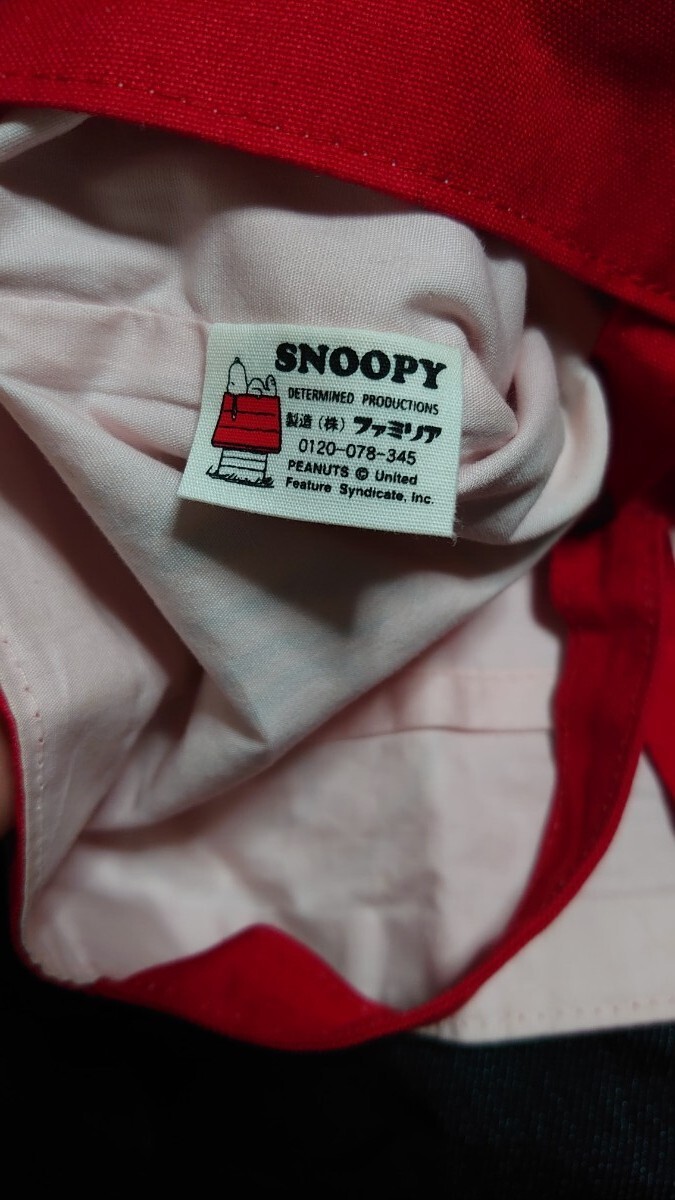 SNOOPY
DETERMINED PRODUCTIONS
製造（株）ファミリア
0120-078-345
PEANUTS © United
Feature Syndicate, Inc.